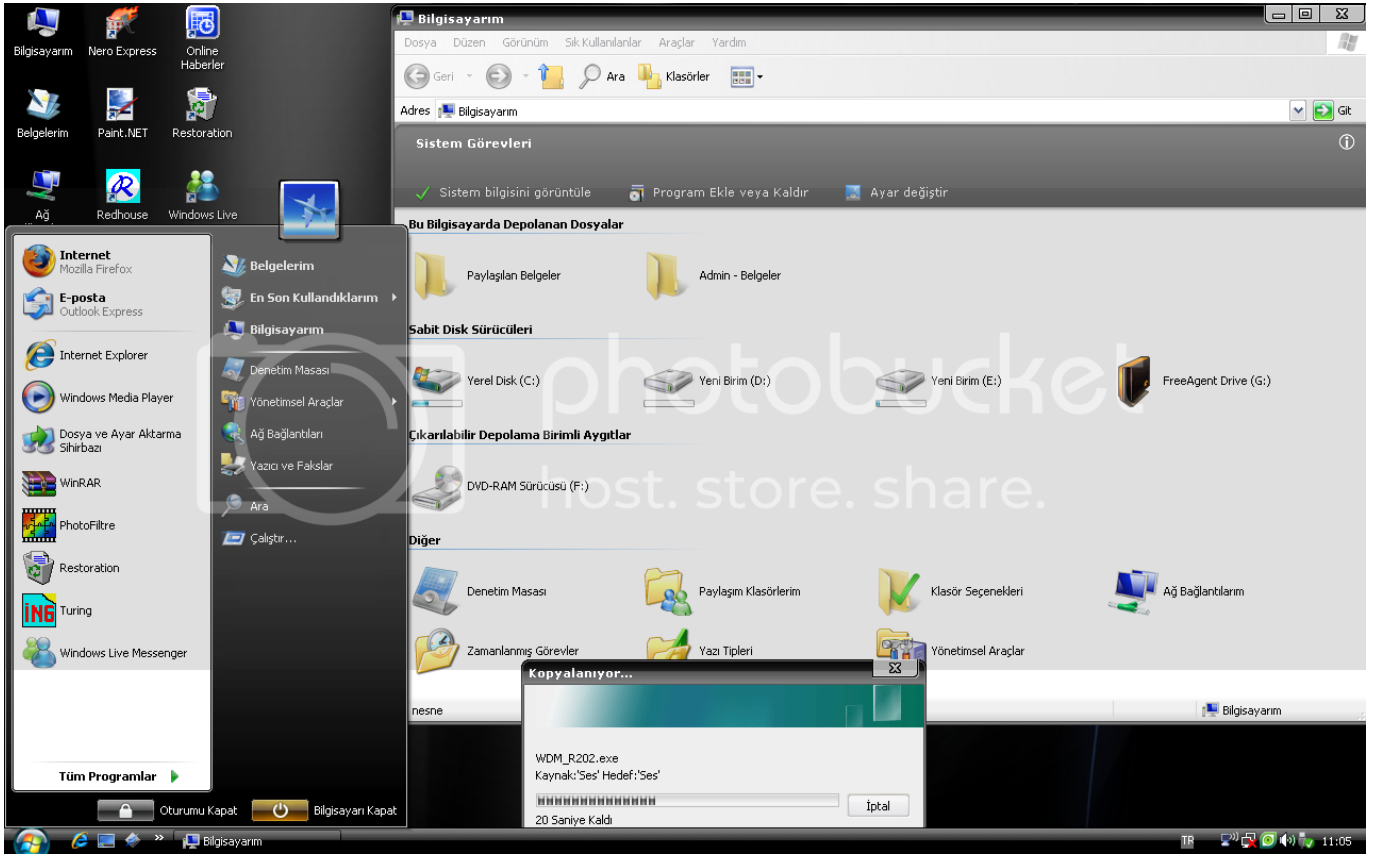 Bilgisayarım
Nero Express
Online Haberler
Belgelerim
Paint.NET
Restoration
Ağ
Redhouse
Windows Live
Bilgisayarım
Dosya Düzen Görünüm Sık Kullanılanlar Araçlar Yardım
Geri Ara Klasörler
Adres Bilgisayarım Git
Sistem Görevleri
Sistem bilgisini görüntüle Program Ekle veya Kaldır Ayar değiştir
Bu Bilgisayarda Depolanan Dosyalar
Paylaşılan Belgeler Admin - Belgeler
Sabit Disk Sürücüleri
Yerel Disk (C:) Yeni Birim (D:) Yeni Birim (E:) FreeAgent Drive (G:)
Çıkarılabilir Depolama Birimli Aygıtlar
DVD-RAM Sürücüsü (F:)
Diğer
Denetim Masası Paylaşım Klasörlerim Klasör Seçenekleri Ağ Bağlantılarım
Zamanlanmış Görevler Yazı Tipleri Yönetimsel Araçlar
nesne Bilgisayarım
Internet
Mozilla Firefox
E-posta
Outlook Express
Internet Explorer
Windows Media Player
Dosya ve Ayar Aktarma
Sihirbazı
WinRAR
PhotoFiltre
Restoration
İNG Turing
Windows Live Messenger
Tüm Programlar
Belgelerim
En Son Kullandıklarım
Bilgisayarım
Denetim Masası
Yönetimsel Araçlar
Ağ Bağlantıları
Yazıcı ve Fakslar
Ara
Çalıştır...
Oturumu Kapat Bilgisayarı Kapat
Kopyalanıyor...
WDM_R202.exe
Kaynak:'Ses' Hedef:'Ses'
İptal
20 Saniye Kaldı
Bilgisayarım
TR 11:05
photobucket
host. store. share.